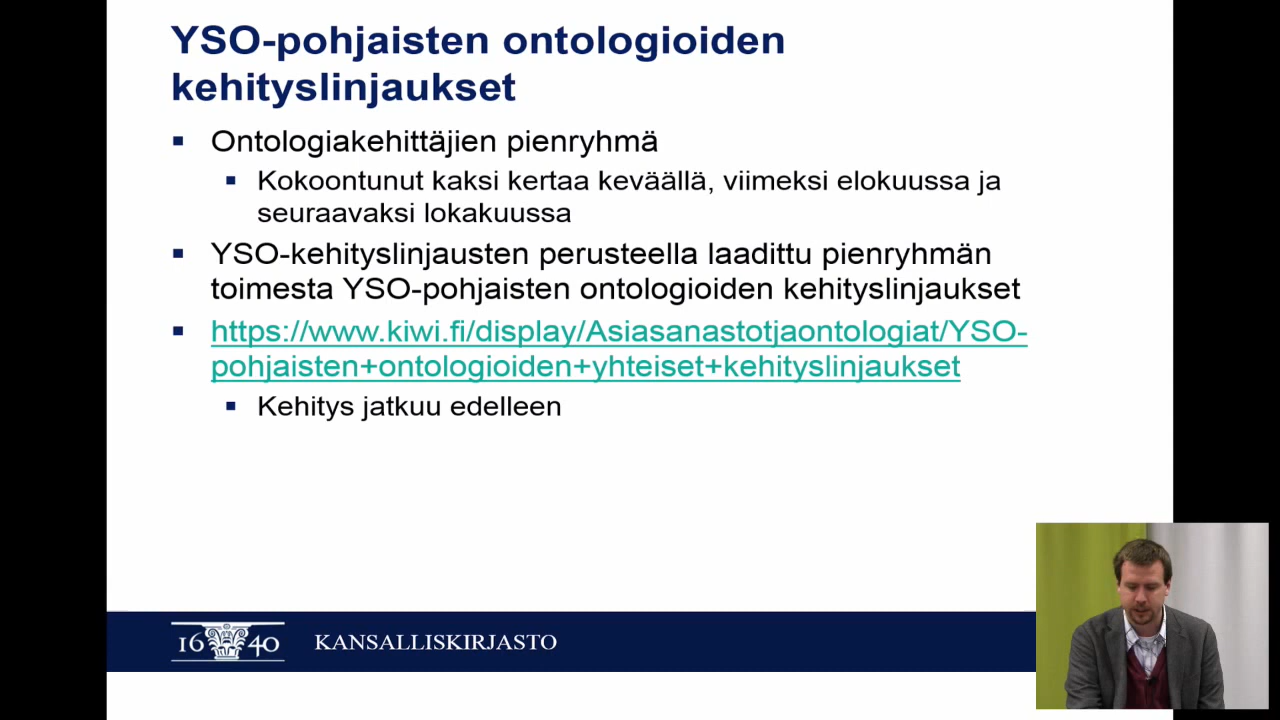 YSO-pohjaisten ontologioiden
kehityslinjaukset
Ontologiakehittäjien pienryhmä
Kokoontunut kaksi kertaa keväällä, viimeksi elokuussa ja
seuraavaksi lokakuussa
YSO-kehityslinjausten perusteella laadittu pienryhmän
toimesta YSO-pohjaisten ontologioiden kehityslinjaukset
https://www.kiwi.fi/display/Asiasanastotjaontologiat/YSO-
pohjaisten+ontologioiden+yhteiset+kehityslinjaukset
Kehitys jatkuu edelleen
16 40 KANSALLISKIRJASTO